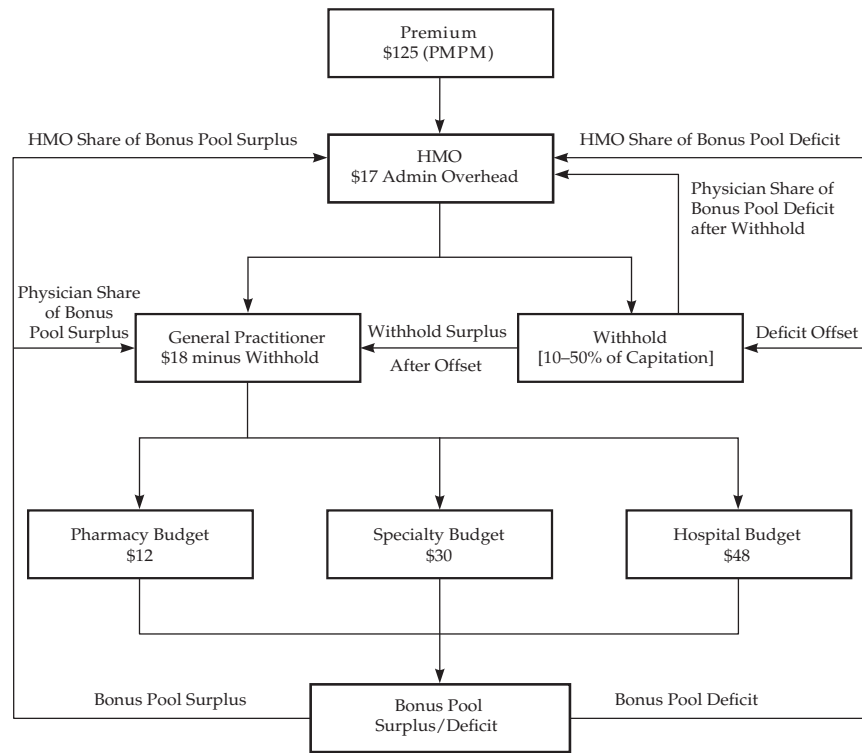 Premium
$125 (PMPM)
HMO Share of Bonus Pool Surplus
HMO Share of Bonus Pool Deficit
HMO
$17 Admin Overhead
Physician Share of
Bonus Pool Deficit
after Withhold
Physician Share
of Bonus
Pool Surplus
General Practitioner
$18 minus Withhold
Withhold Surplus
After Offset
Withhold
[10–50% of Capitation]
Deficit Offset
Pharmacy Budget
$12
Specialty Budget
$30
Hospital Budget
$48
Bonus Pool Surplus
Bonus Pool
Surplus/Deficit
Bonus Pool Deficit